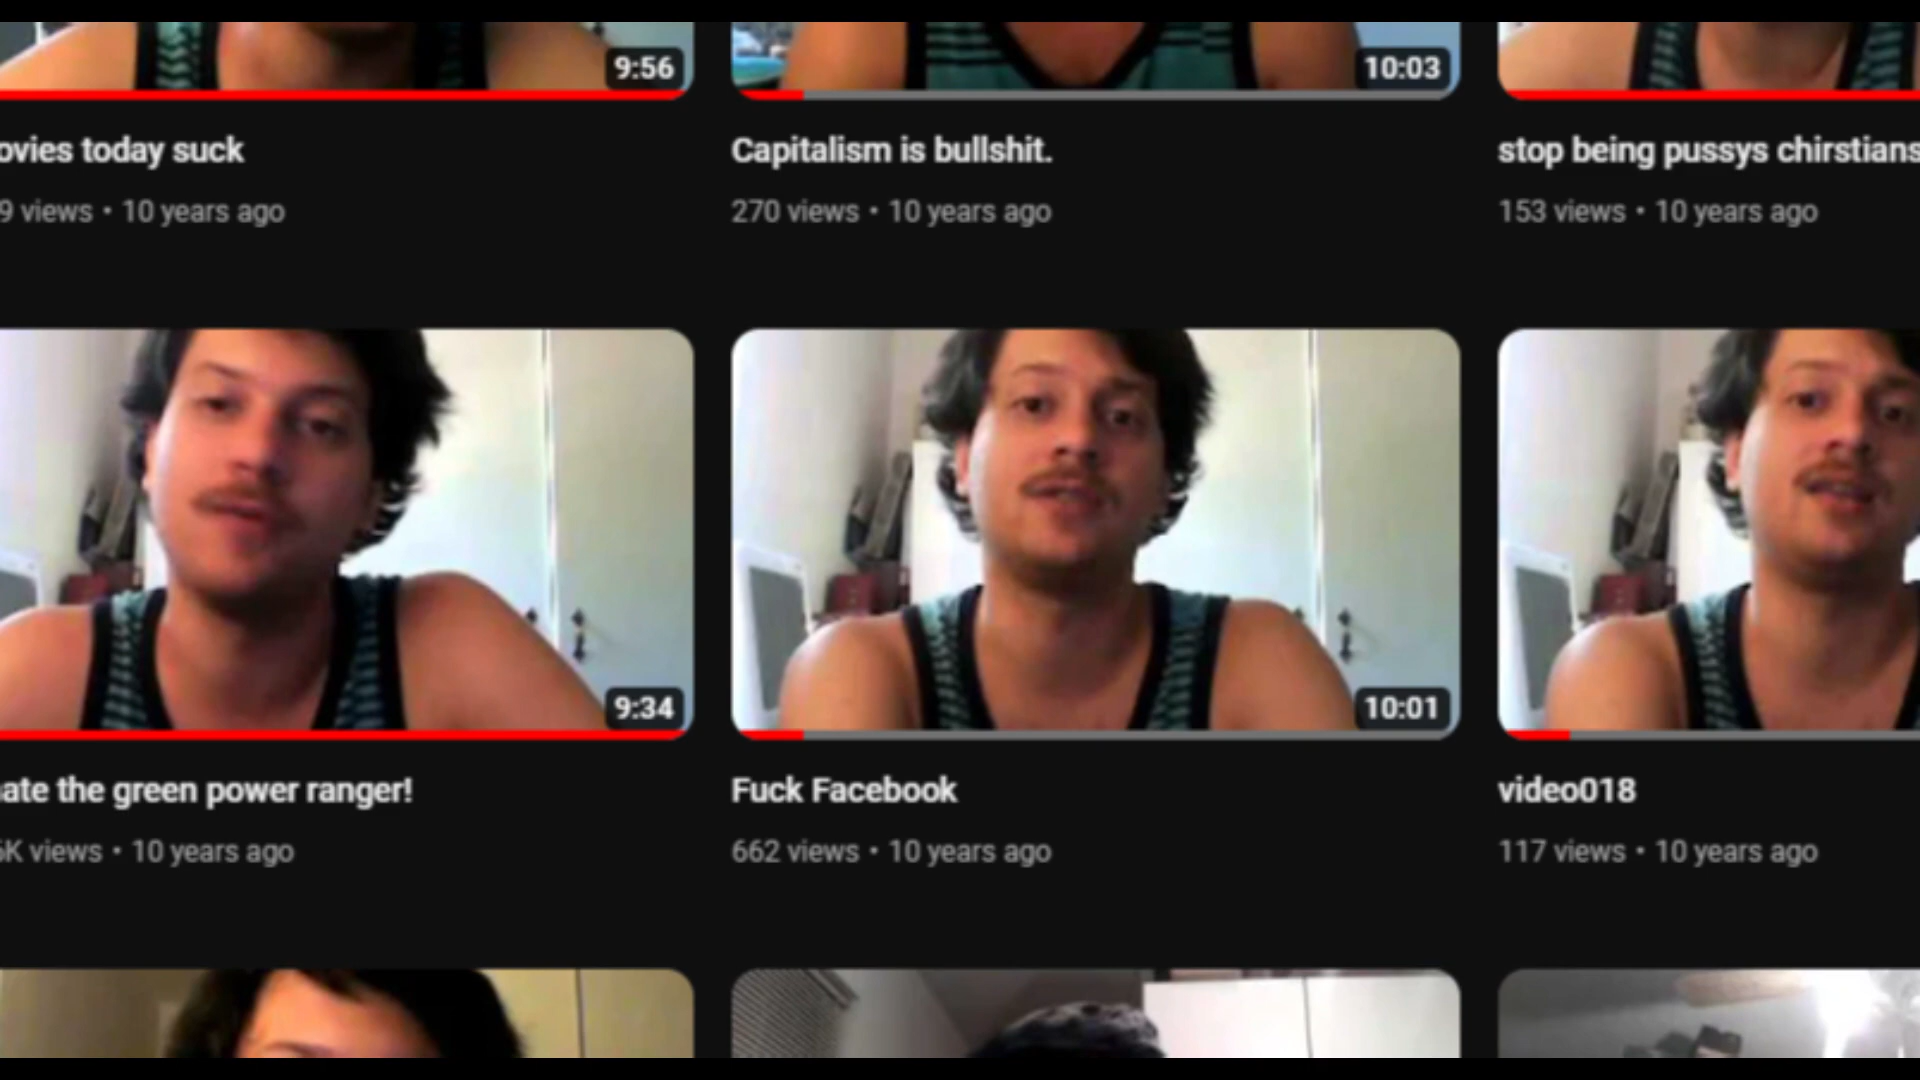 9:56
10:03
ovies today suck
Capitalism is bullshit.
stop being pussys chirstians
9 views • 10 years ago
270 views • 10 years ago
153 views • 10 years ago
9:34
10:01
ate the green power ranger!
Fuck Facebook
video018
6K views • 10 years ago
662 views • 10 years ago
117 views • 10 years ago